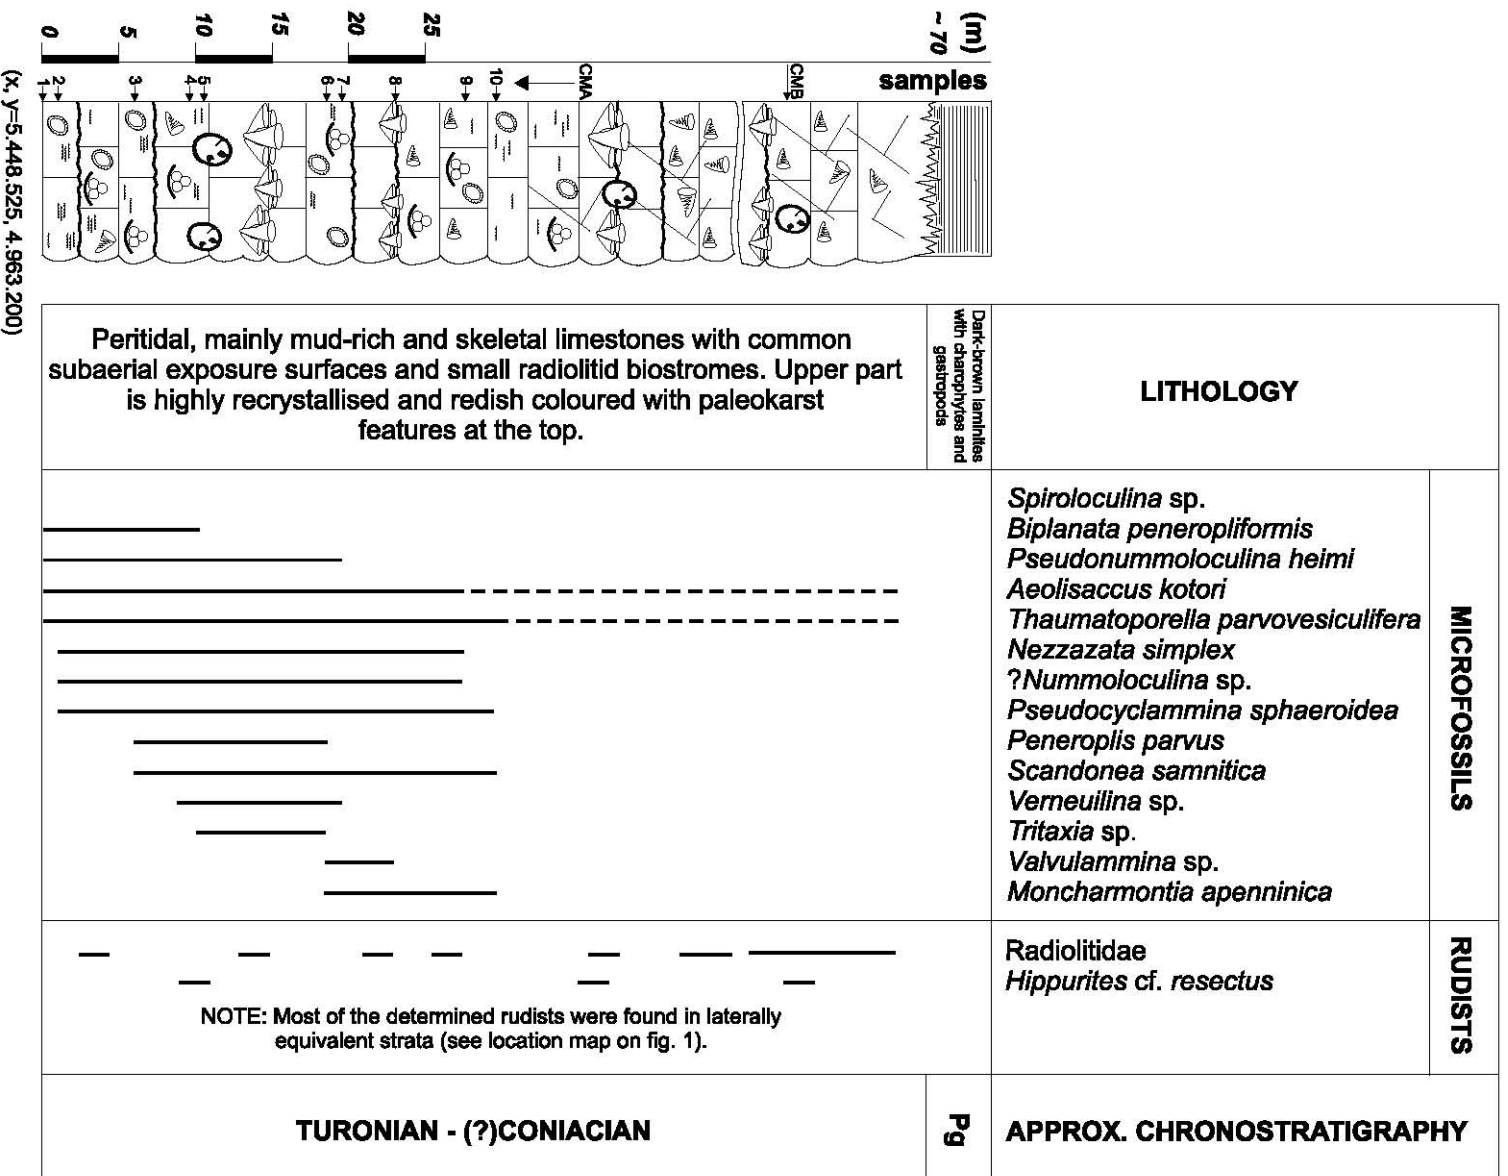 0
5
10
15
20
25
~ 70
(m)
samples
1
2
3
4
5
6
7
8
9
10
CMA
CMB
(x, y=5.448.525, 4.963.200)
Peritidal, mainly mud-rich and skeletal limestones with common
subaerial exposure surfaces and small radiolitid biostromes. Upper part
is highly recrystallised and redish coloured with paleokarst
features at the top.
Dark-brown laminites
with charophytes and
gastropods
LITHOLOGY
Spiroloculina sp.
Biplanata peneropliformis
Pseudonummoloculina heimi
Aeolisaccus kotori
Thaumatoporella parvovesiculifera
Nezzazata simplex
?Nummoloculina sp.
Pseudocyclammina sphaeroidea
Peneroplis parvus
Scandonea samnitica
Verneuilina sp.
Tritaxia sp.
Valvulammina sp.
Moncharmontia apenninica
MICROFOSSILS
Radiolitidae
Hippurites cf. resectus
NOTE: Most of the determined rudists were found in laterally
equivalent strata (see location map on fig. 1).
RUDISTS
TURONIAN - (?)CONIACIAN
Pg
APPROX. CHRONOSTRATIGRAPHY